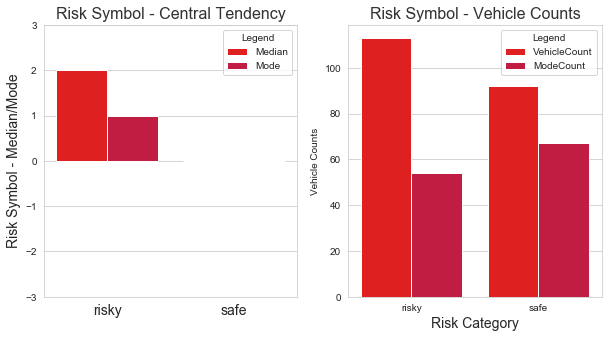 Risk Symbol - Central Tendency
Risk Symbol - Median/Mode
3
2
1
0
−1
−2
−3
Legend
Median
Mode
risky
safe
Risk Symbol - Vehicle Counts
Vehicle Counts
100
80
60
40
20
0
Legend
VehicleCount
ModeCount
risky
safe
Risk Category